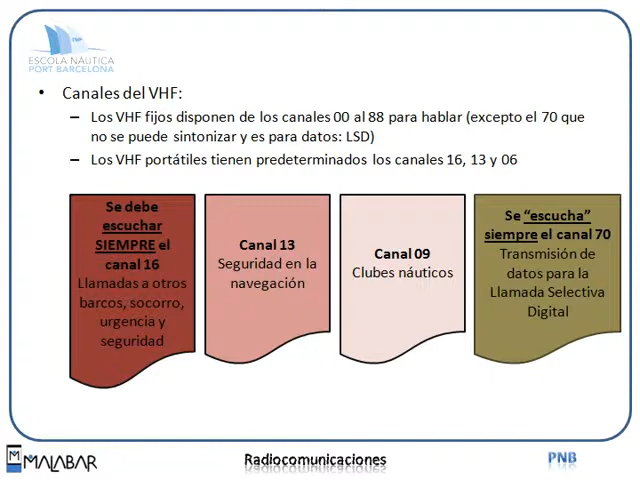 ESCOLA NÀUTICA
PORT BARCELONA
• Canales del VHF:
– Los VHF fijos disponen de los canales 00 al 88 para hablar (excepto el 70 que
no se puede sintonizar y es para datos: LSD)
– Los VHF portátiles tienen predeterminados los canales 16, 13 y 06
Se debe
escuchar
SIEMPRE el
canal 16
Llamadas a otros
barcos, socorro,
urgencia y
seguridad
Canal 13
Seguridad en la
navegación
Canal 09
Clubes náuticos
Se “escucha”
siempre el canal 70
Transmisión de
datos para la
Llamada Selectiva
Digital
MALABAR
Radiocomunicaciones
PNB